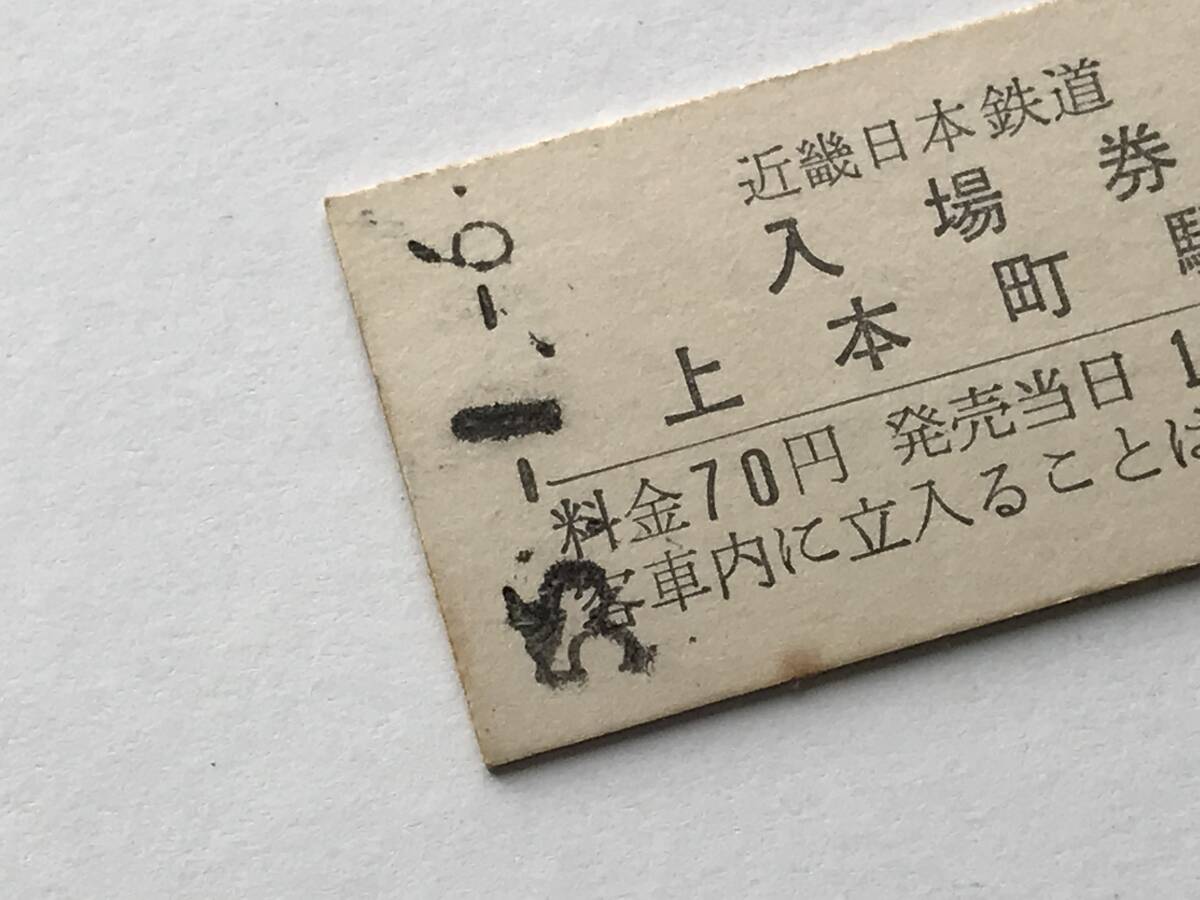 近畿日本鉄道
入場券
上本町駅
料金70円 発売当日1
客車内に立入ることは